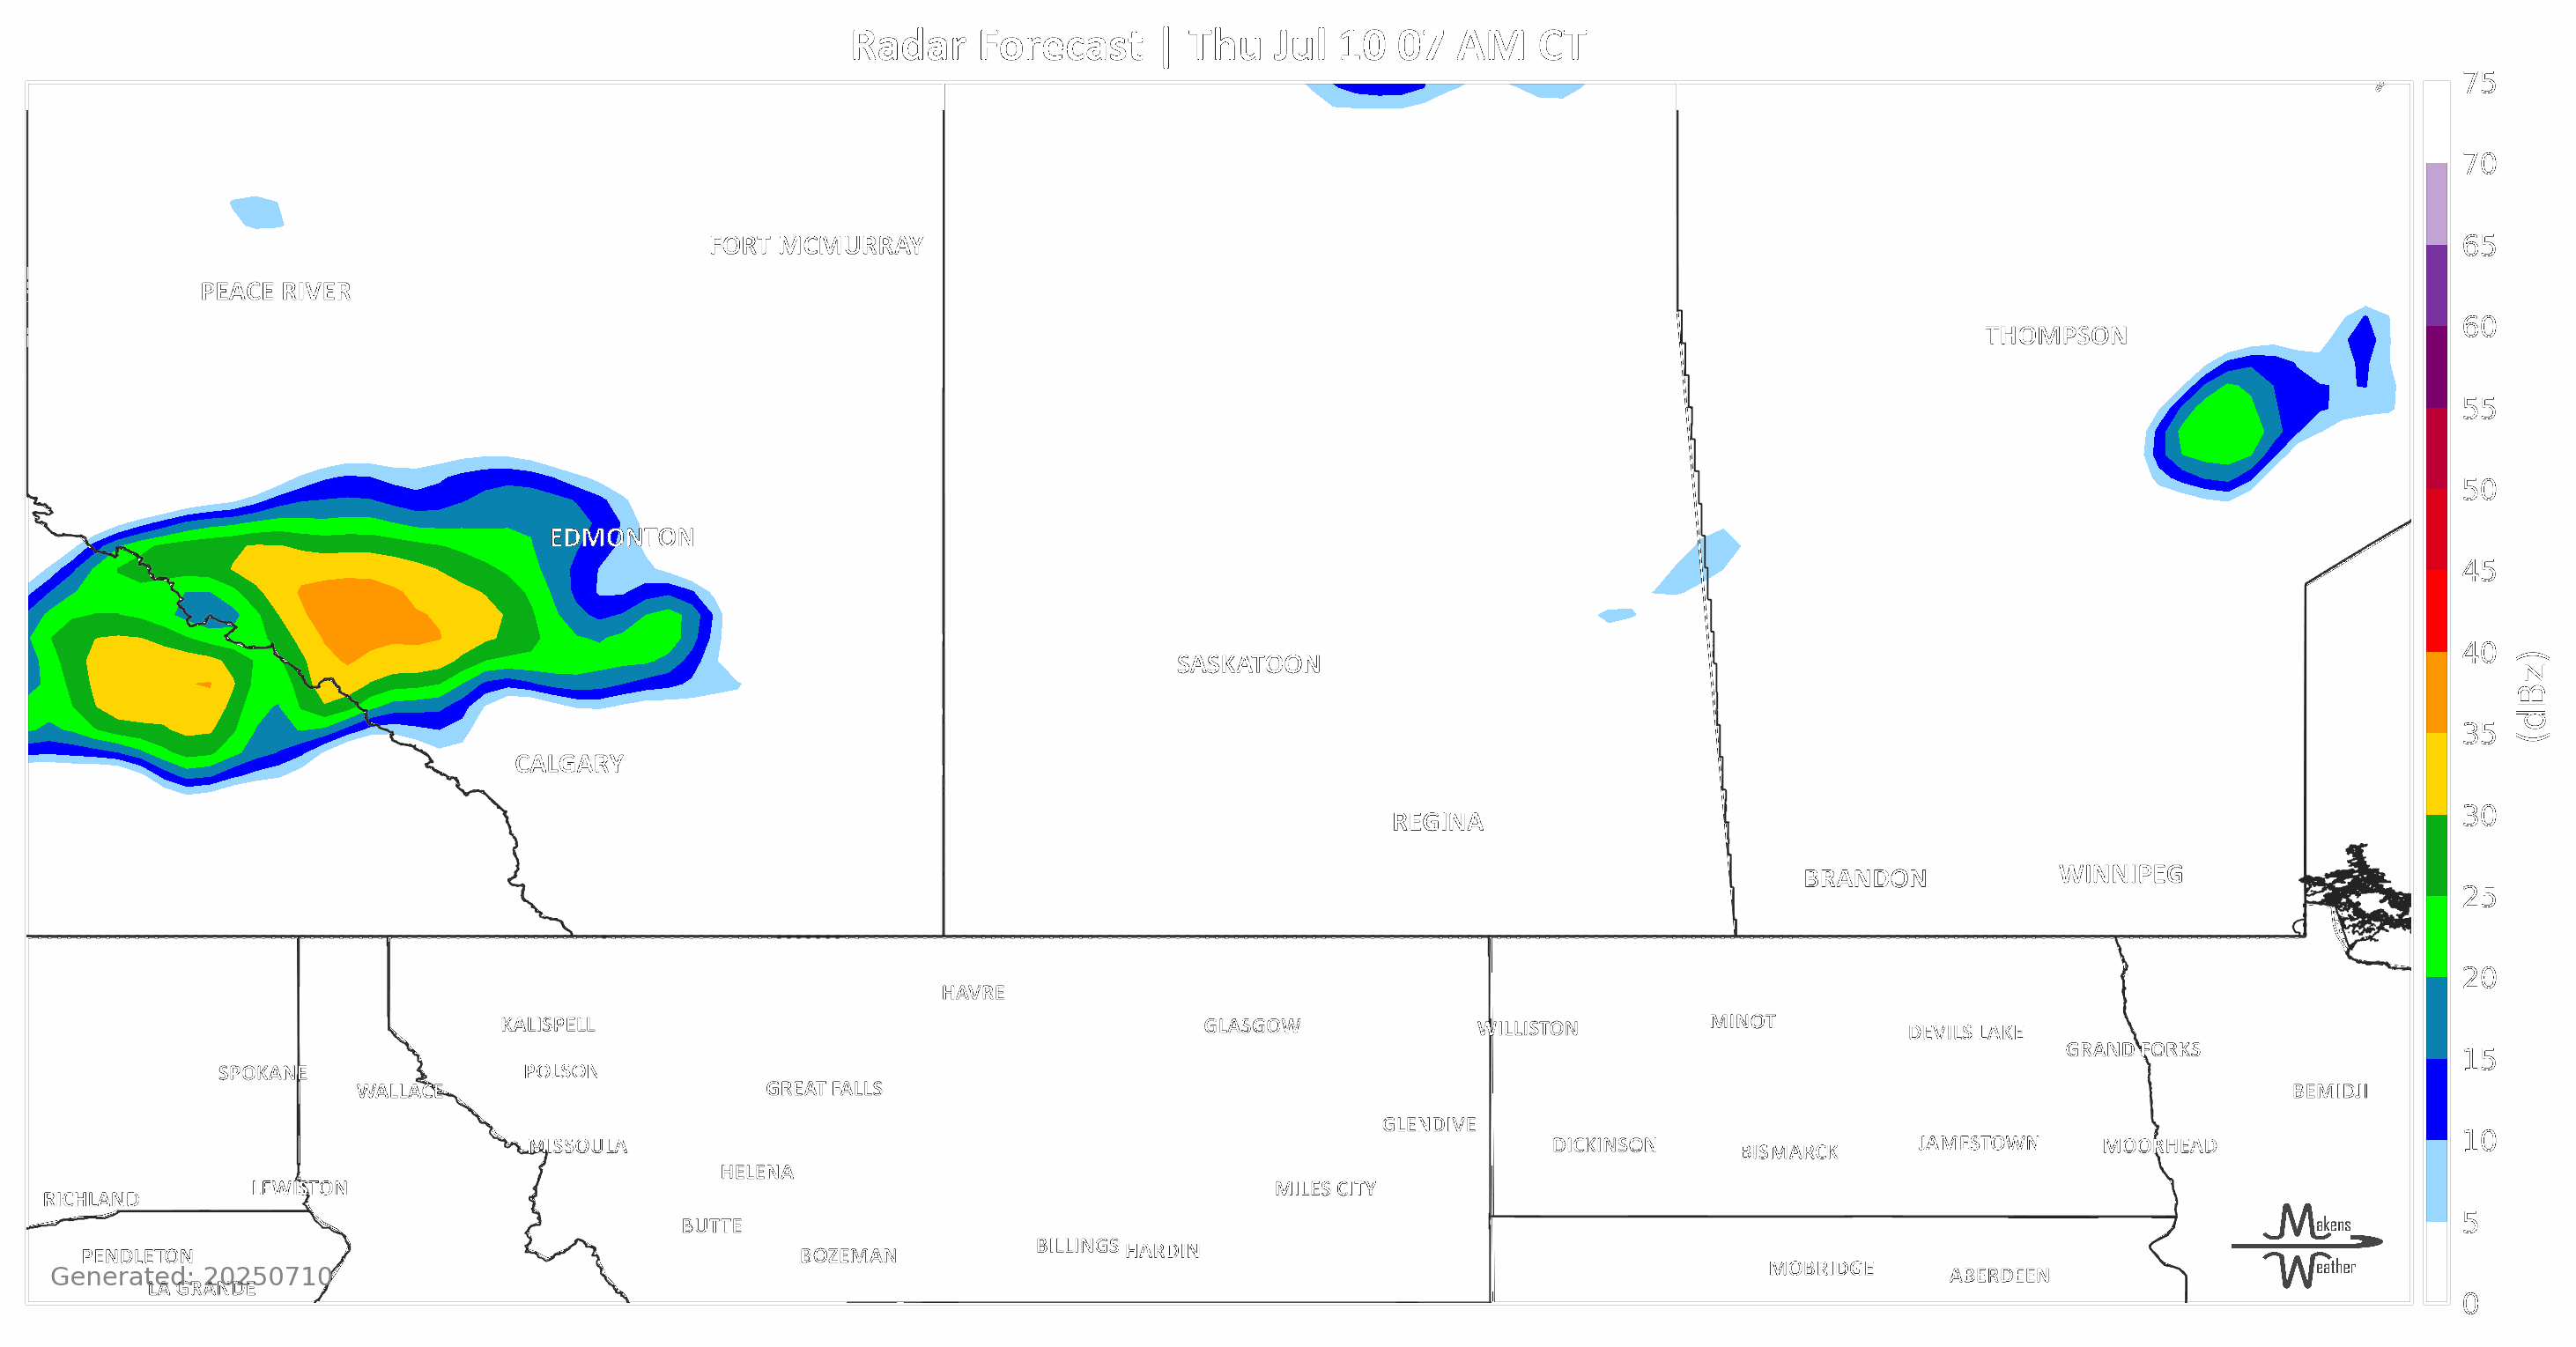 Radar Forecast | Thu Jul 10 07 AM CT
75
70
65
60
55
50
45
40
35
30
25
20
15
10
5
0
(dBz)
FORT MCMURRAY
PEACE RIVER
THOMPSON
EDMONTON
SASKATOON
CALGARY
REGINA
BRANDON
WINNIPEG
HAVRE
KALISPELL
GLASGOW
WILLISTON
MINOT
DEVILS LAKE
GRAND FORKS
SPOKANE
POLSON
WALLACE
GREAT FALLS
BEMIDJI
GLENDIVE
MISSOULA
DICKINSON
BISMARCK
JAMESTOWN
MOORHEAD
HELENA
LEWISTON
RICHLAND
MILES CITY
BUTTE
BOZEMAN
BILLINGS
HARDIN
PENDLETON
MOBRIDGE
ABERDEEN
Generated: 20250710
LA GRANDE
Makens
Weather